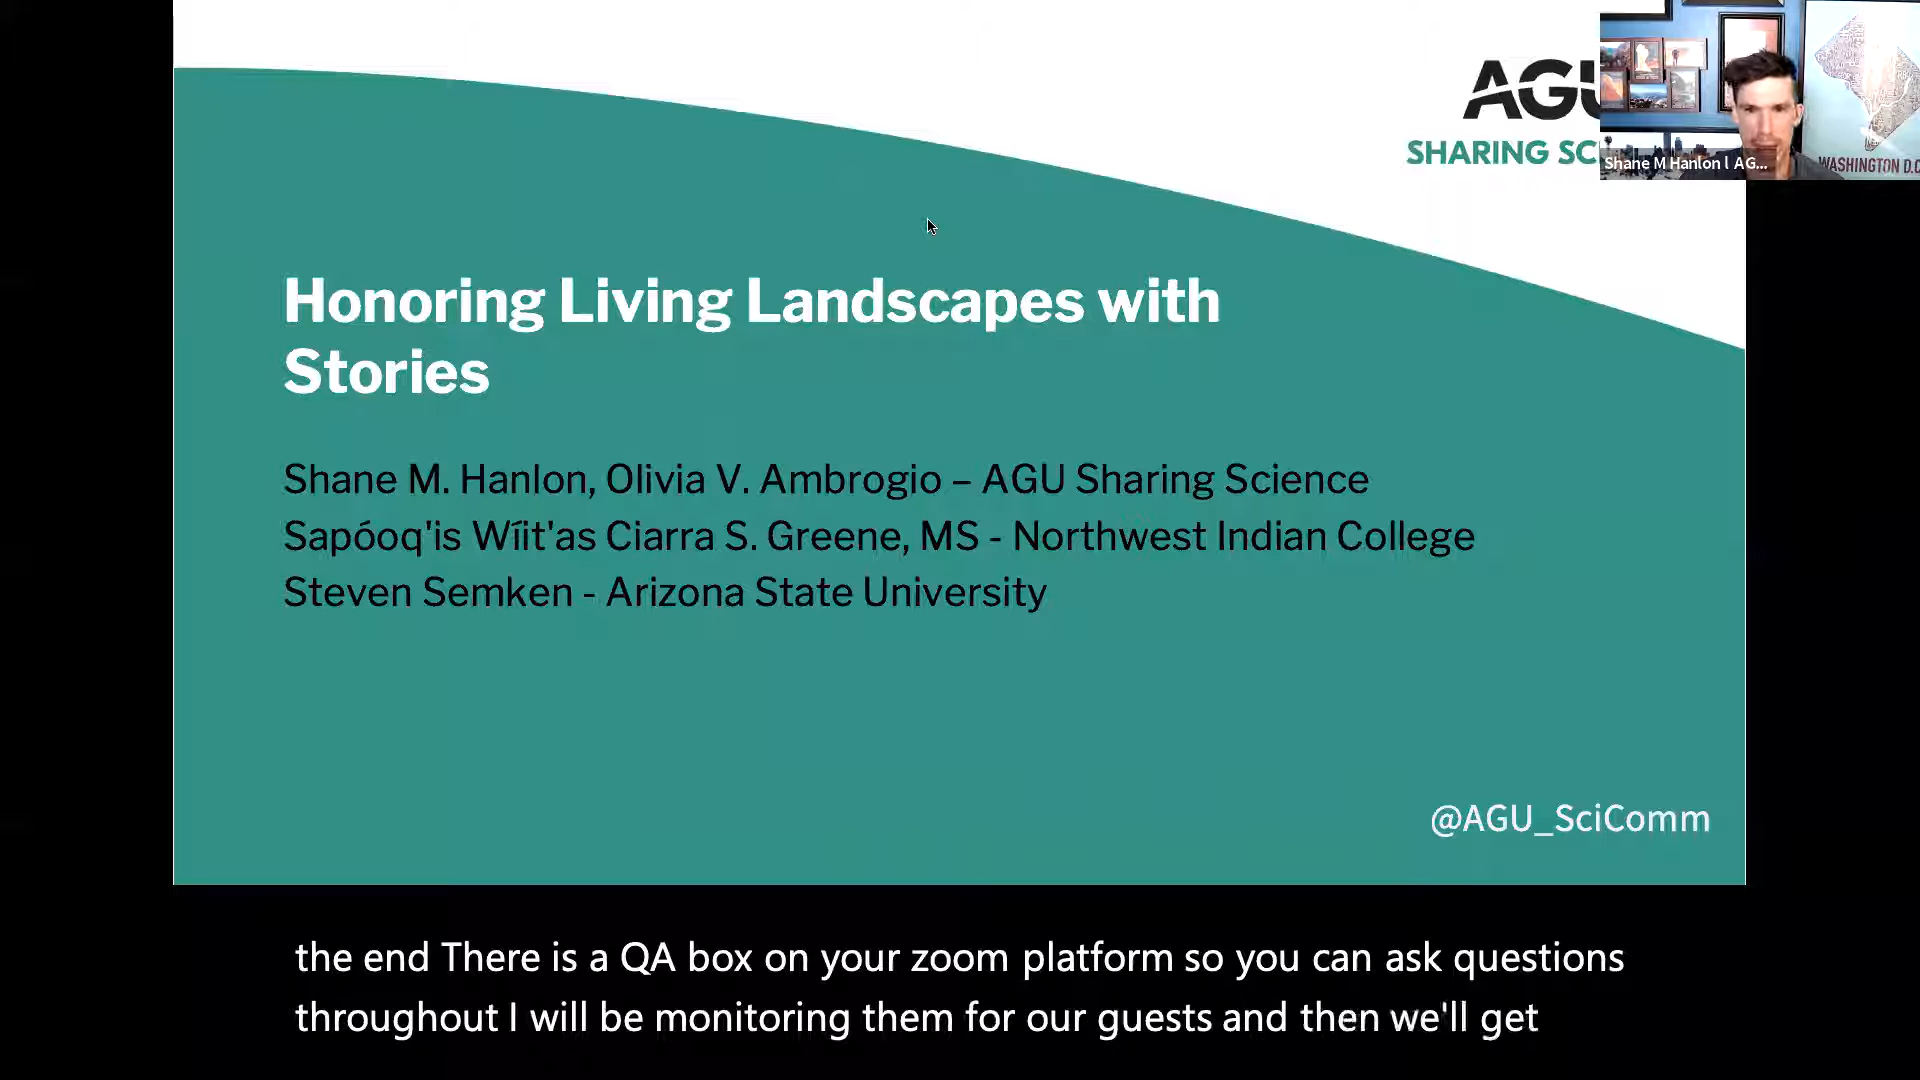 AGU
SHARING SC
Shane M Hanlon l AG...
WASHINGTON D.C
Honoring Living Landscapes with
Stories
Shane M. Hanlon, Olivia V. Ambrogio – AGU Sharing Science
Sapóoq'is Wíit'as Ciarra S. Greene, MS - Northwest Indian College
Steven Semken - Arizona State University
@AGU_SciComm
the end There is a QA box on your zoom platform so you can ask questions
throughout I will be monitoring them for our guests and then we'll get